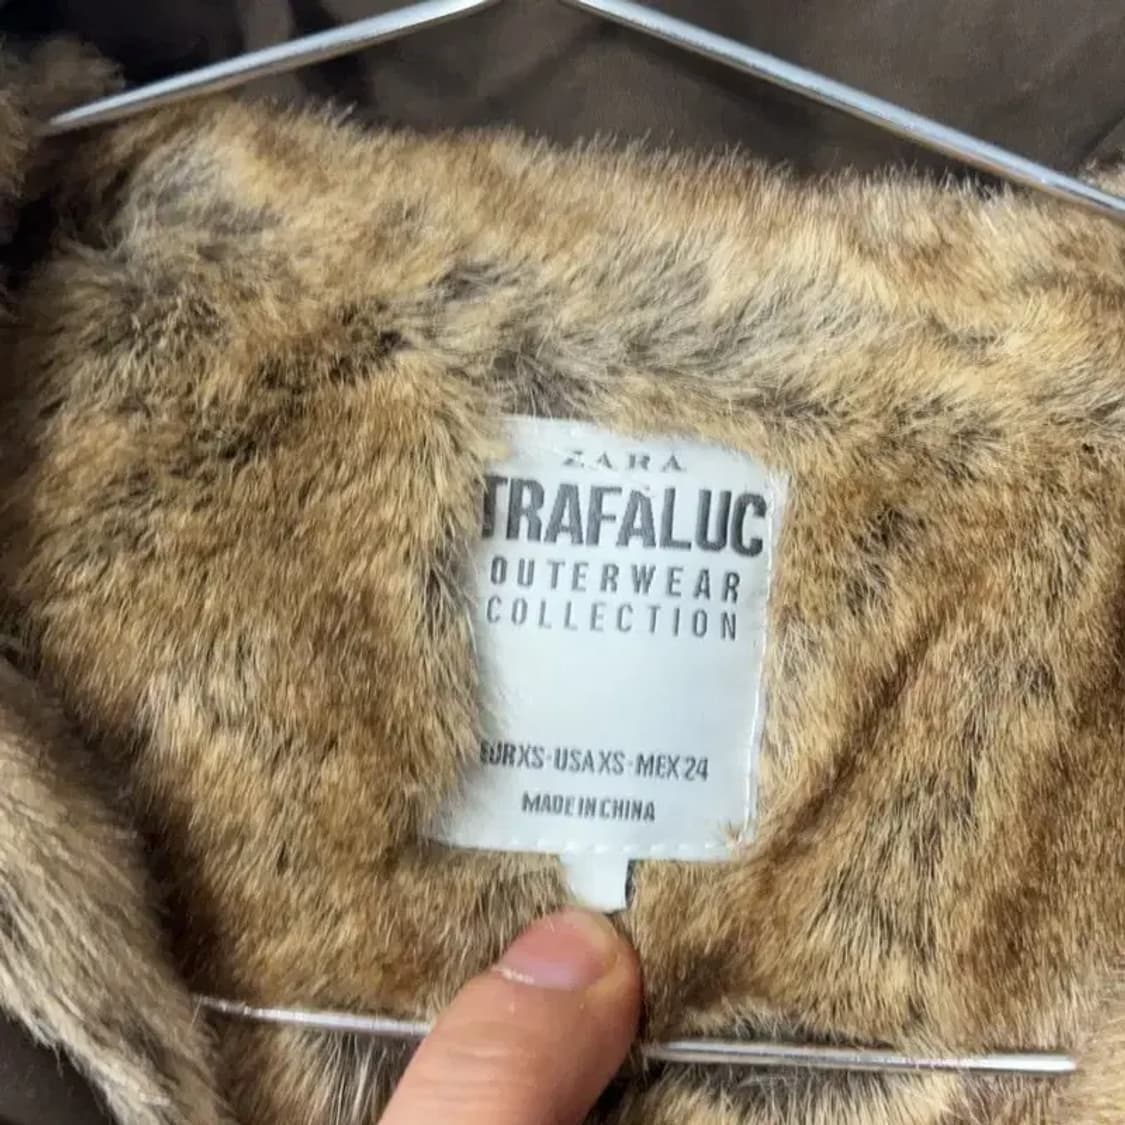 ZARA
TRAFALUC
OUTERWEAR
COLLECTION
EUR XS-USA XS-MEX 24
MADE IN CHINA